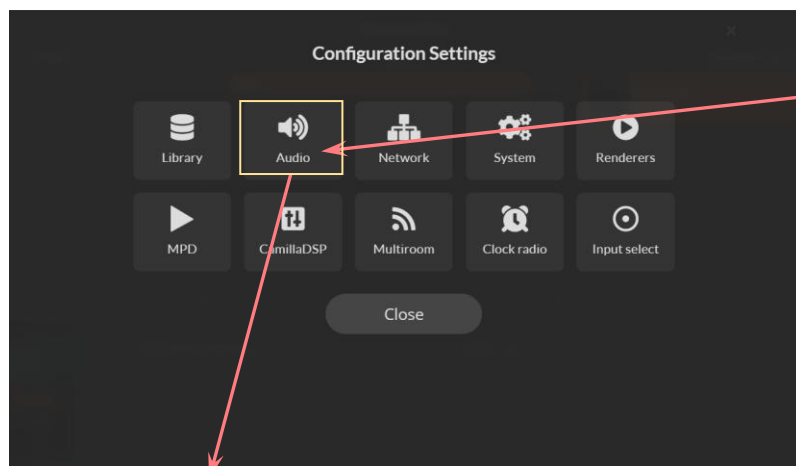 Configuration Settings
Library Audio Network System Renderers
MPD CamillaDSP Multiroom Clock radio Input select
Close